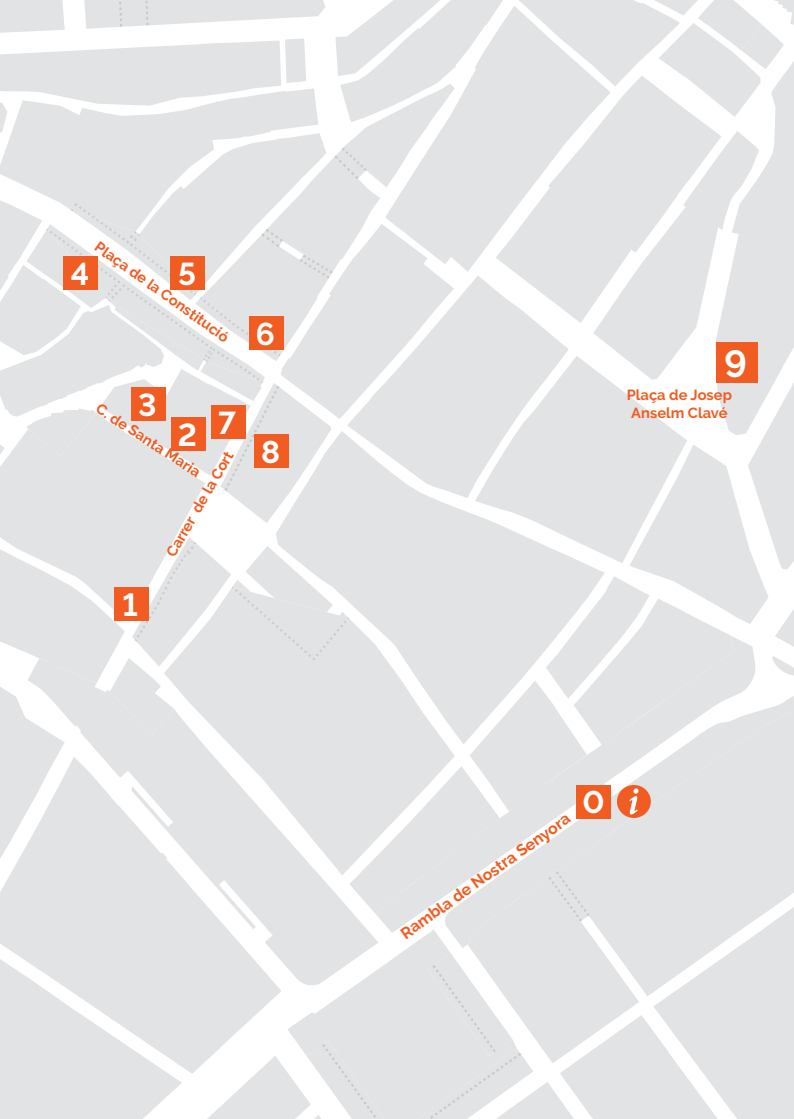 4
Plaça de la Constitució
5
6
9
Plaça de Josep
Anselm Clavé
3
C. de Santa Maria
2
7
8
Carrer de la Cort
1
0 i
Rambla de Nostra Senyora